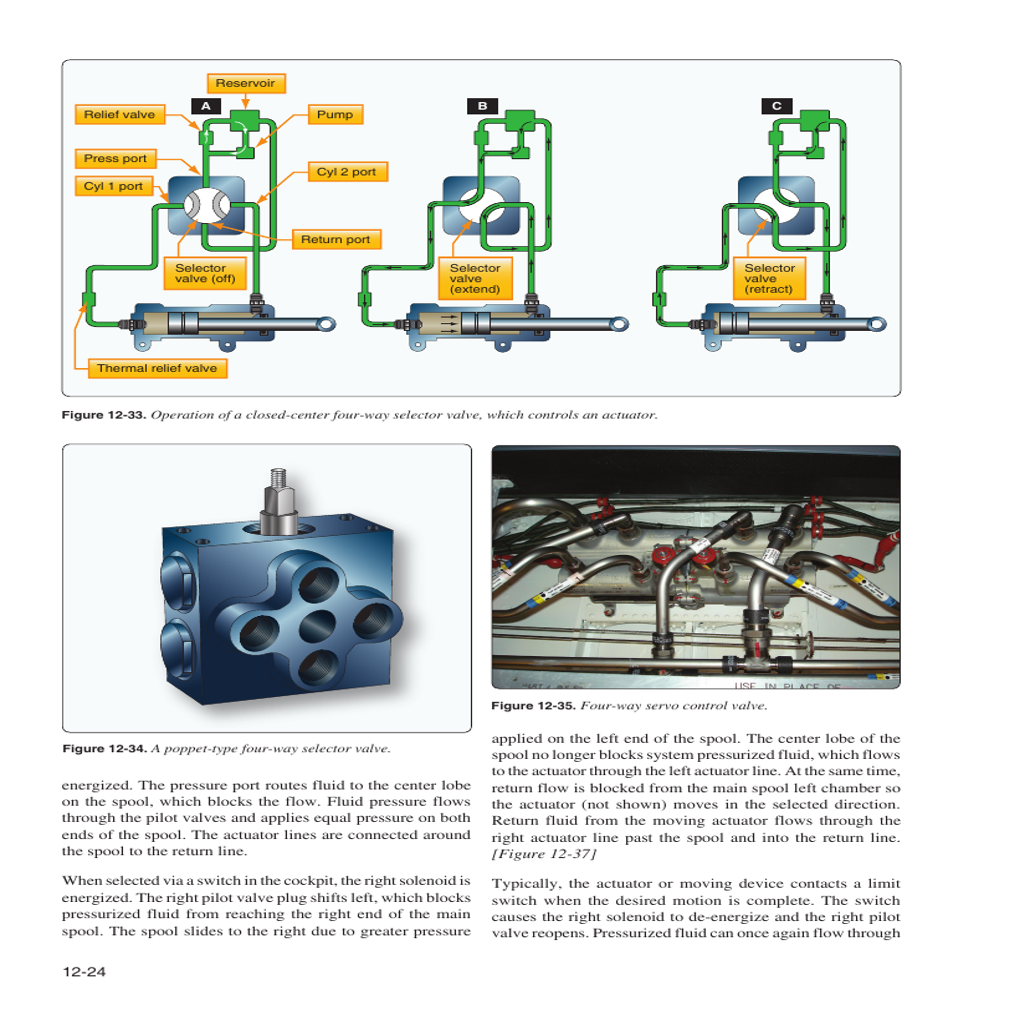 Reservoir
A
B
C
Relief valve
Pump
Press port
Cyl 2 port
Cyl 1 port
Return port
Selector
valve (off)
Selector
valve
(extend)
Selector
valve
(retract)
Thermal relief valve
Figure 12-33. Operation of a closed-center four-way selector valve, which controls an actuator.
USE IN PLACE OF
Figure 12-34. A poppet-type four-way selector valve.
Figure 12-35. Four-way servo control valve.
energized. The pressure port routes fluid to the center lobe
on the spool, which blocks the flow. Fluid pressure flows
through the pilot valves and applies equal pressure on both
ends of the spool. The actuator lines are connected around
the spool to the return line.
When selected via a switch in the cockpit, the right solenoid is
energized. The right pilot valve plug shifts left, which blocks
pressurized fluid from reaching the right end of the main
spool. The spool slides to the right due to greater pressure
applied on the left end of the spool. The center lobe of the
spool no longer blocks system pressurized fluid, which flows
to the actuator through the left actuator line. At the same time,
return flow is blocked from the main spool left chamber so
the actuator (not shown) moves in the selected direction.
Return fluid from the moving actuator flows through the
right actuator line past the spool and into the return line.
[Figure 12-37]
Typically, the actuator or moving device contacts a limit
switch when the desired motion is complete. The switch
causes the right solenoid to de-energize and the right pilot
valve reopens. Pressurized fluid can once again flow through
12-24